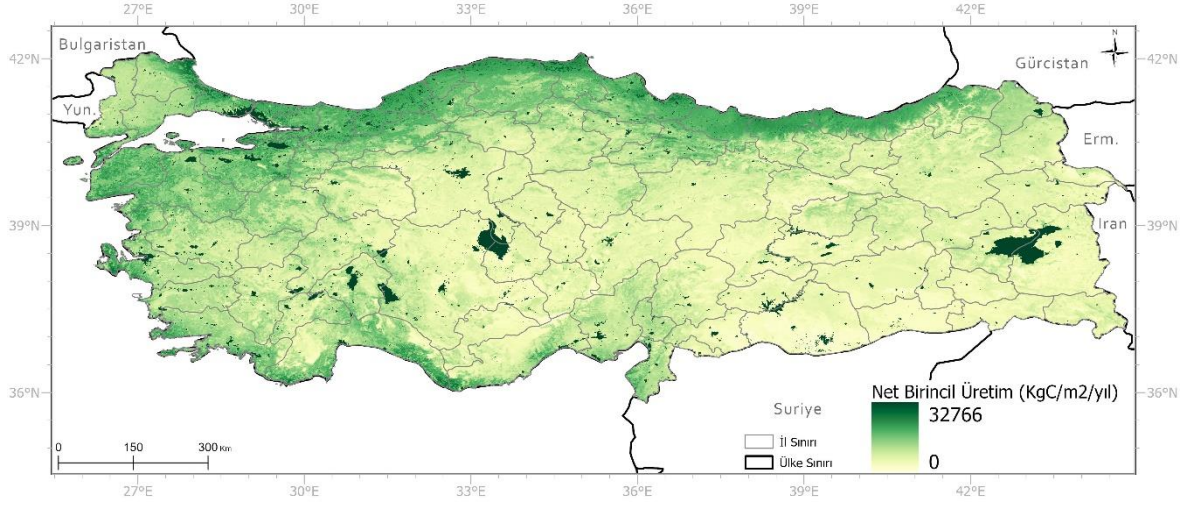 27°E 30°E 33°E 36°E 39°E 42°E
Bulgaristan
42°N 42°N
Gürcistan
N
Yun.
Erm.
39°N 39°N
Iran
36°N 36°N
Net Birincil Üretim (KgC/m2/yıl)
32766
0
Suriye
İl Sınırı
Ülke Sınırı
0 150 300 Km
27°E 30°E 33°E 36°E 39°E 42°E